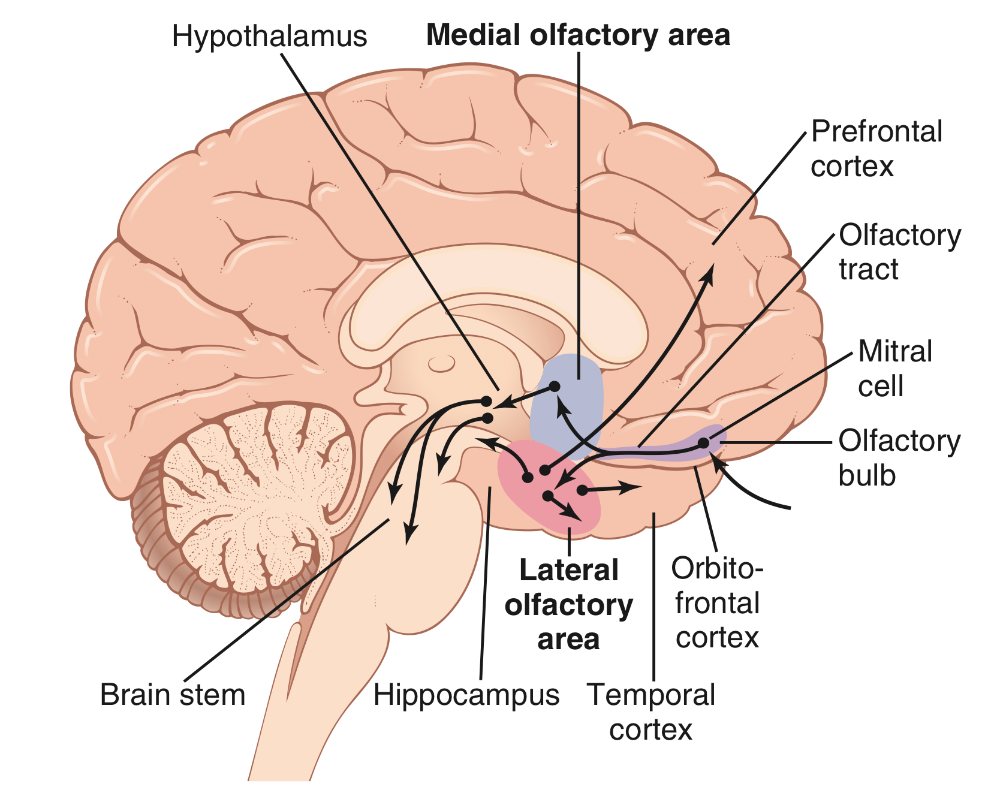 Hypothalamus
Medial olfactory area
Prefrontal
cortex
Olfactory
tract
Mitral
cell
Olfactory
bulb
Lateral
olfactory
area
Orbito-
frontal
cortex
Brain stem
Hippocampus
Temporal
cortex